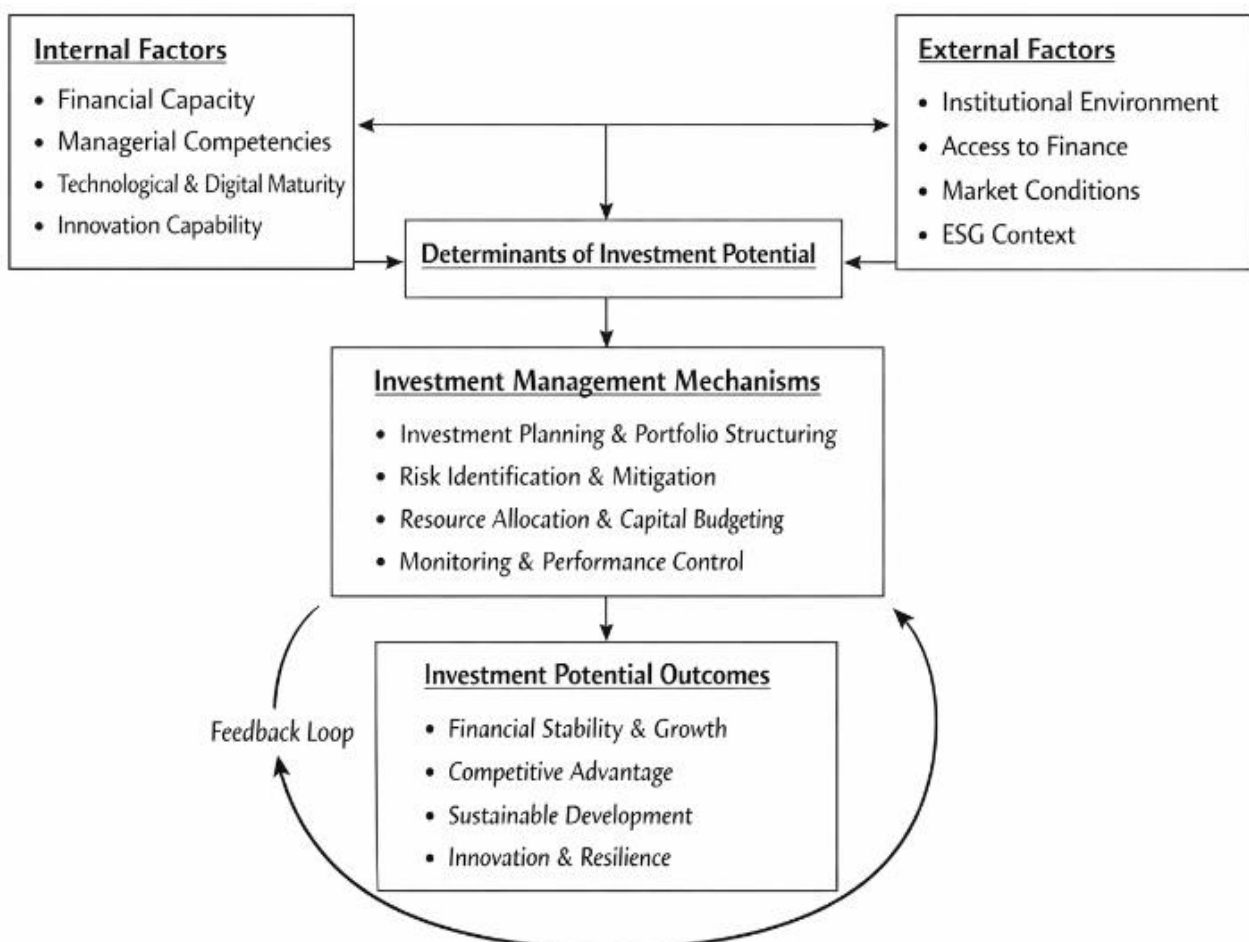 Internal Factors
• Financial Capacity
• Managerial Competencies
• Technological & Digital Maturity
• Innovation Capability
External Factors
• Institutional Environment
• Access to Finance
• Market Conditions
• ESG Context
Determinants of Investment Potential
Investment Management Mechanisms
• Investment Planning & Portfolio Structuring
• Risk Identification & Mitigation
• Resource Allocation & Capital Budgeting
• Monitoring & Performance Control
Investment Potential Outcomes
• Financial Stability & Growth
• Competitive Advantage
• Sustainable Development
• Innovation & Resilience
Feedback Loop